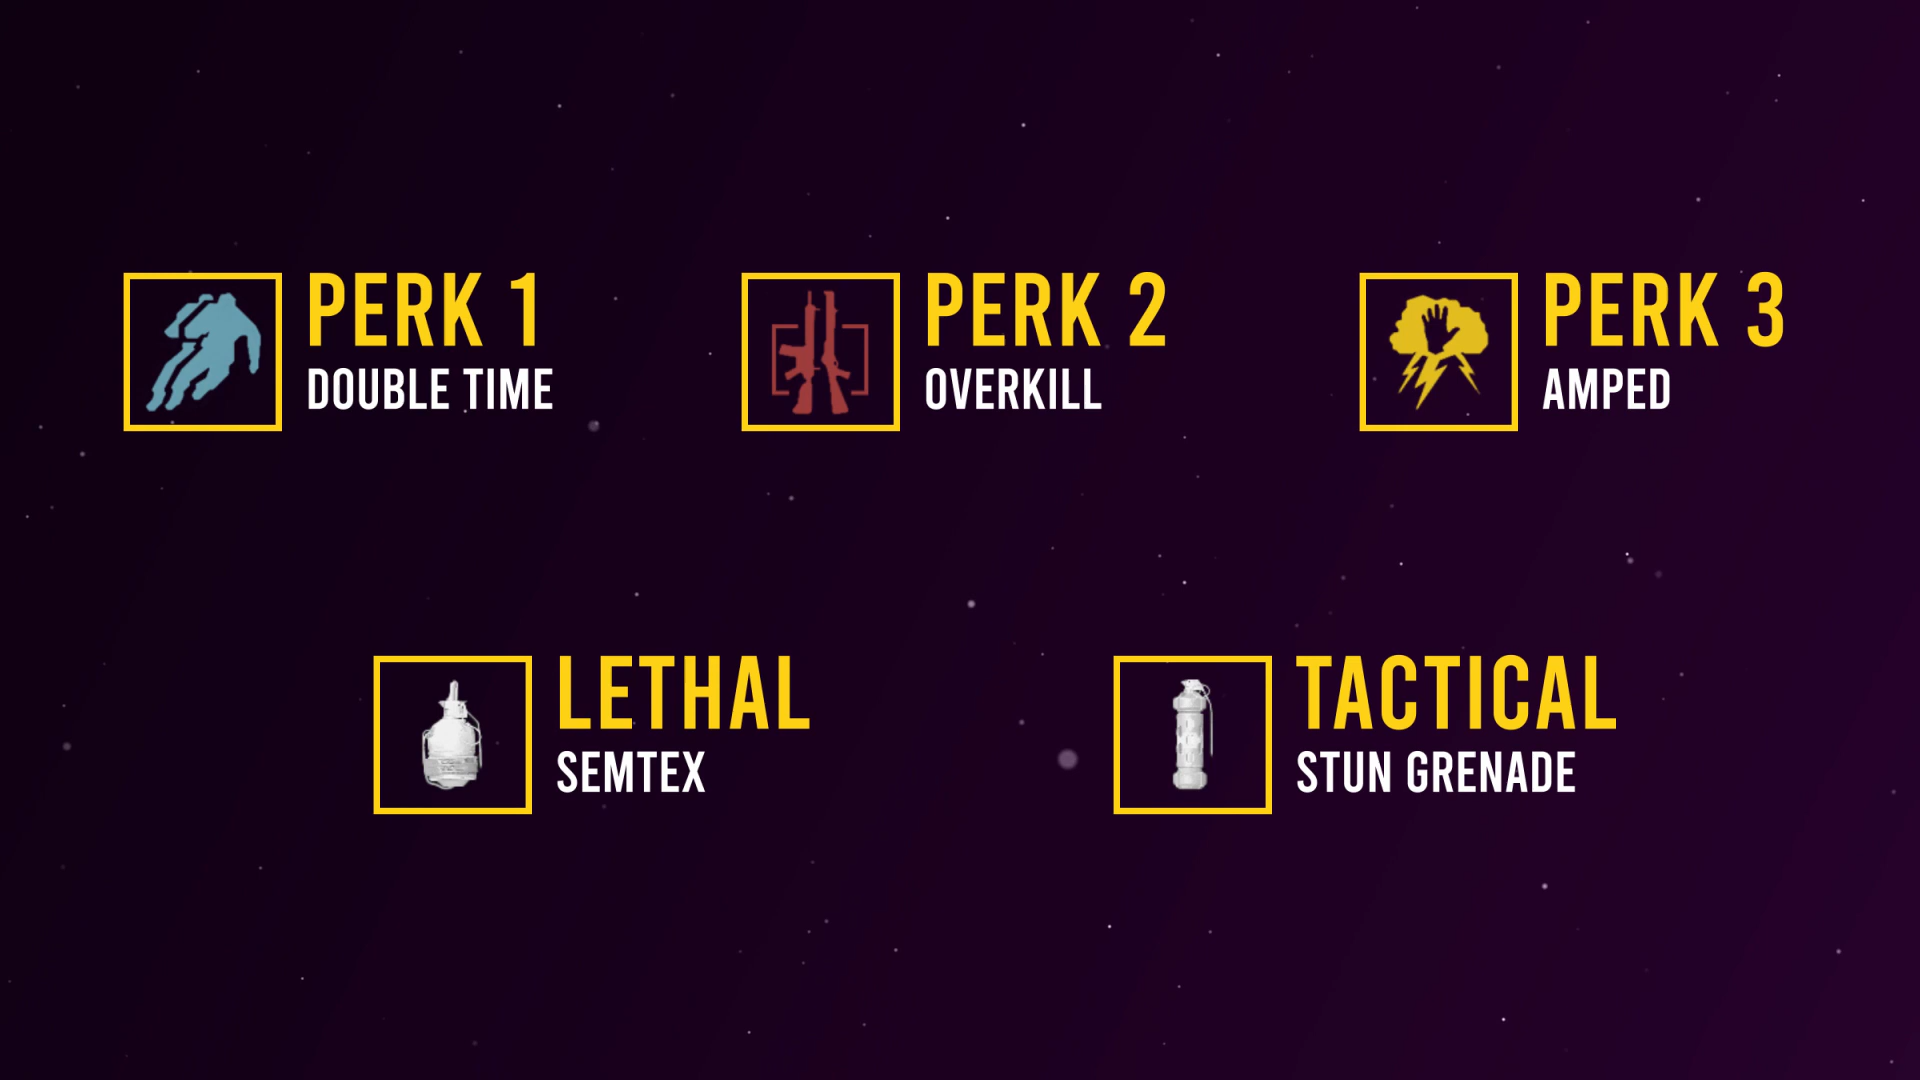 PERK 1
DOUBLE TIME
PERK 2
OVERKILL
PERK 3
AMPED
LETHAL
SEMTEX
TACTICAL
STUN GRENADE